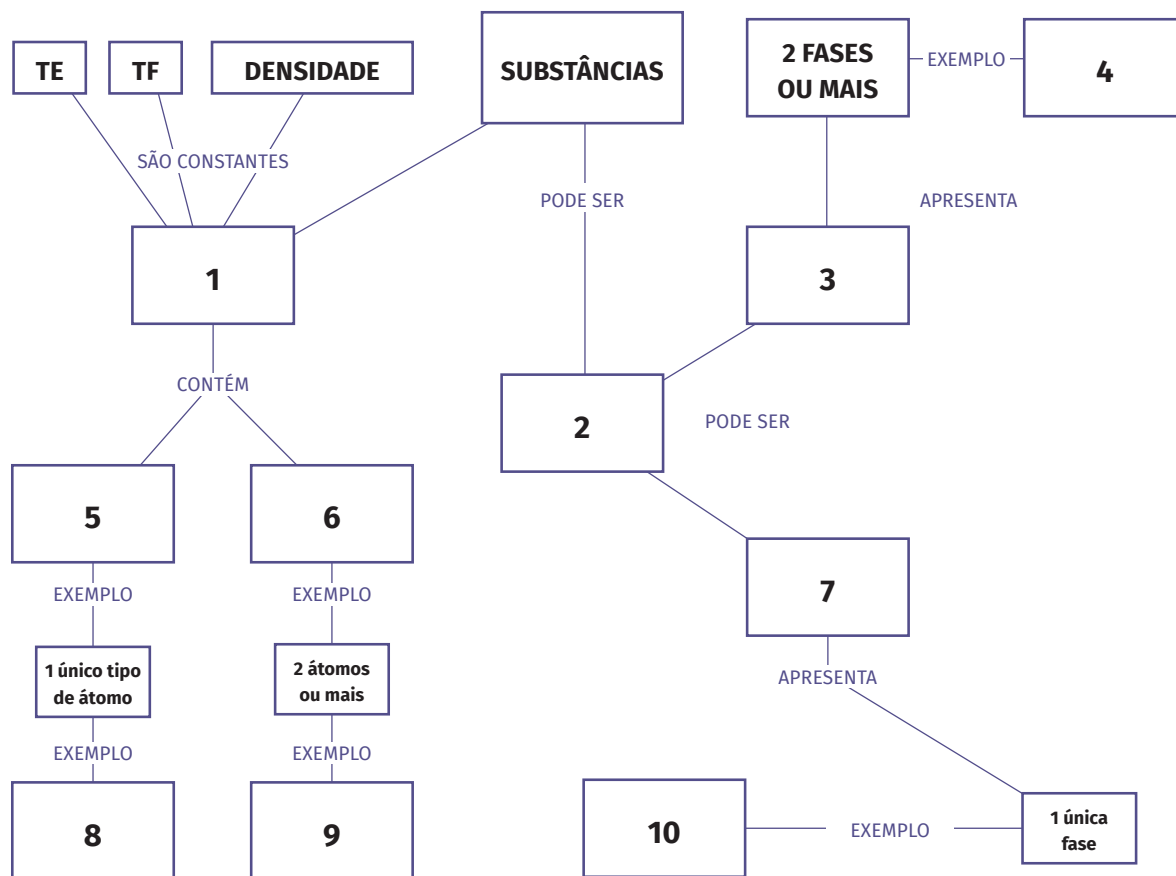 TE
TF
DENSIDADE
SUBSTÂNCIAS
2 FASES
OU MAIS
EXEMPLO
4
SÃO CONSTANTES
PODE SER
APRESENTA
1
3
CONTÉM
2
PODE SER
5
6
7
EXEMPLO
EXEMPLO
1 único tipo
de átomo
2 átomos
ou mais
APRESENTA
EXEMPLO
EXEMPLO
8
9
10
EXEMPLO
1 única
fase